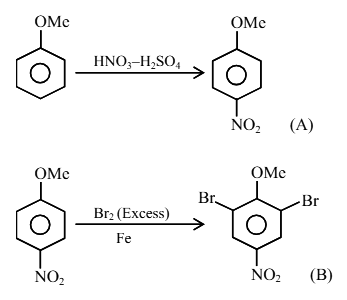 OMe
OMe
HNO₃–H₂SO₄
NO₂
(A)
OMe
OMe
Br
Br
Br₂ (Excess)
Fe
NO₂
NO₂
(B)